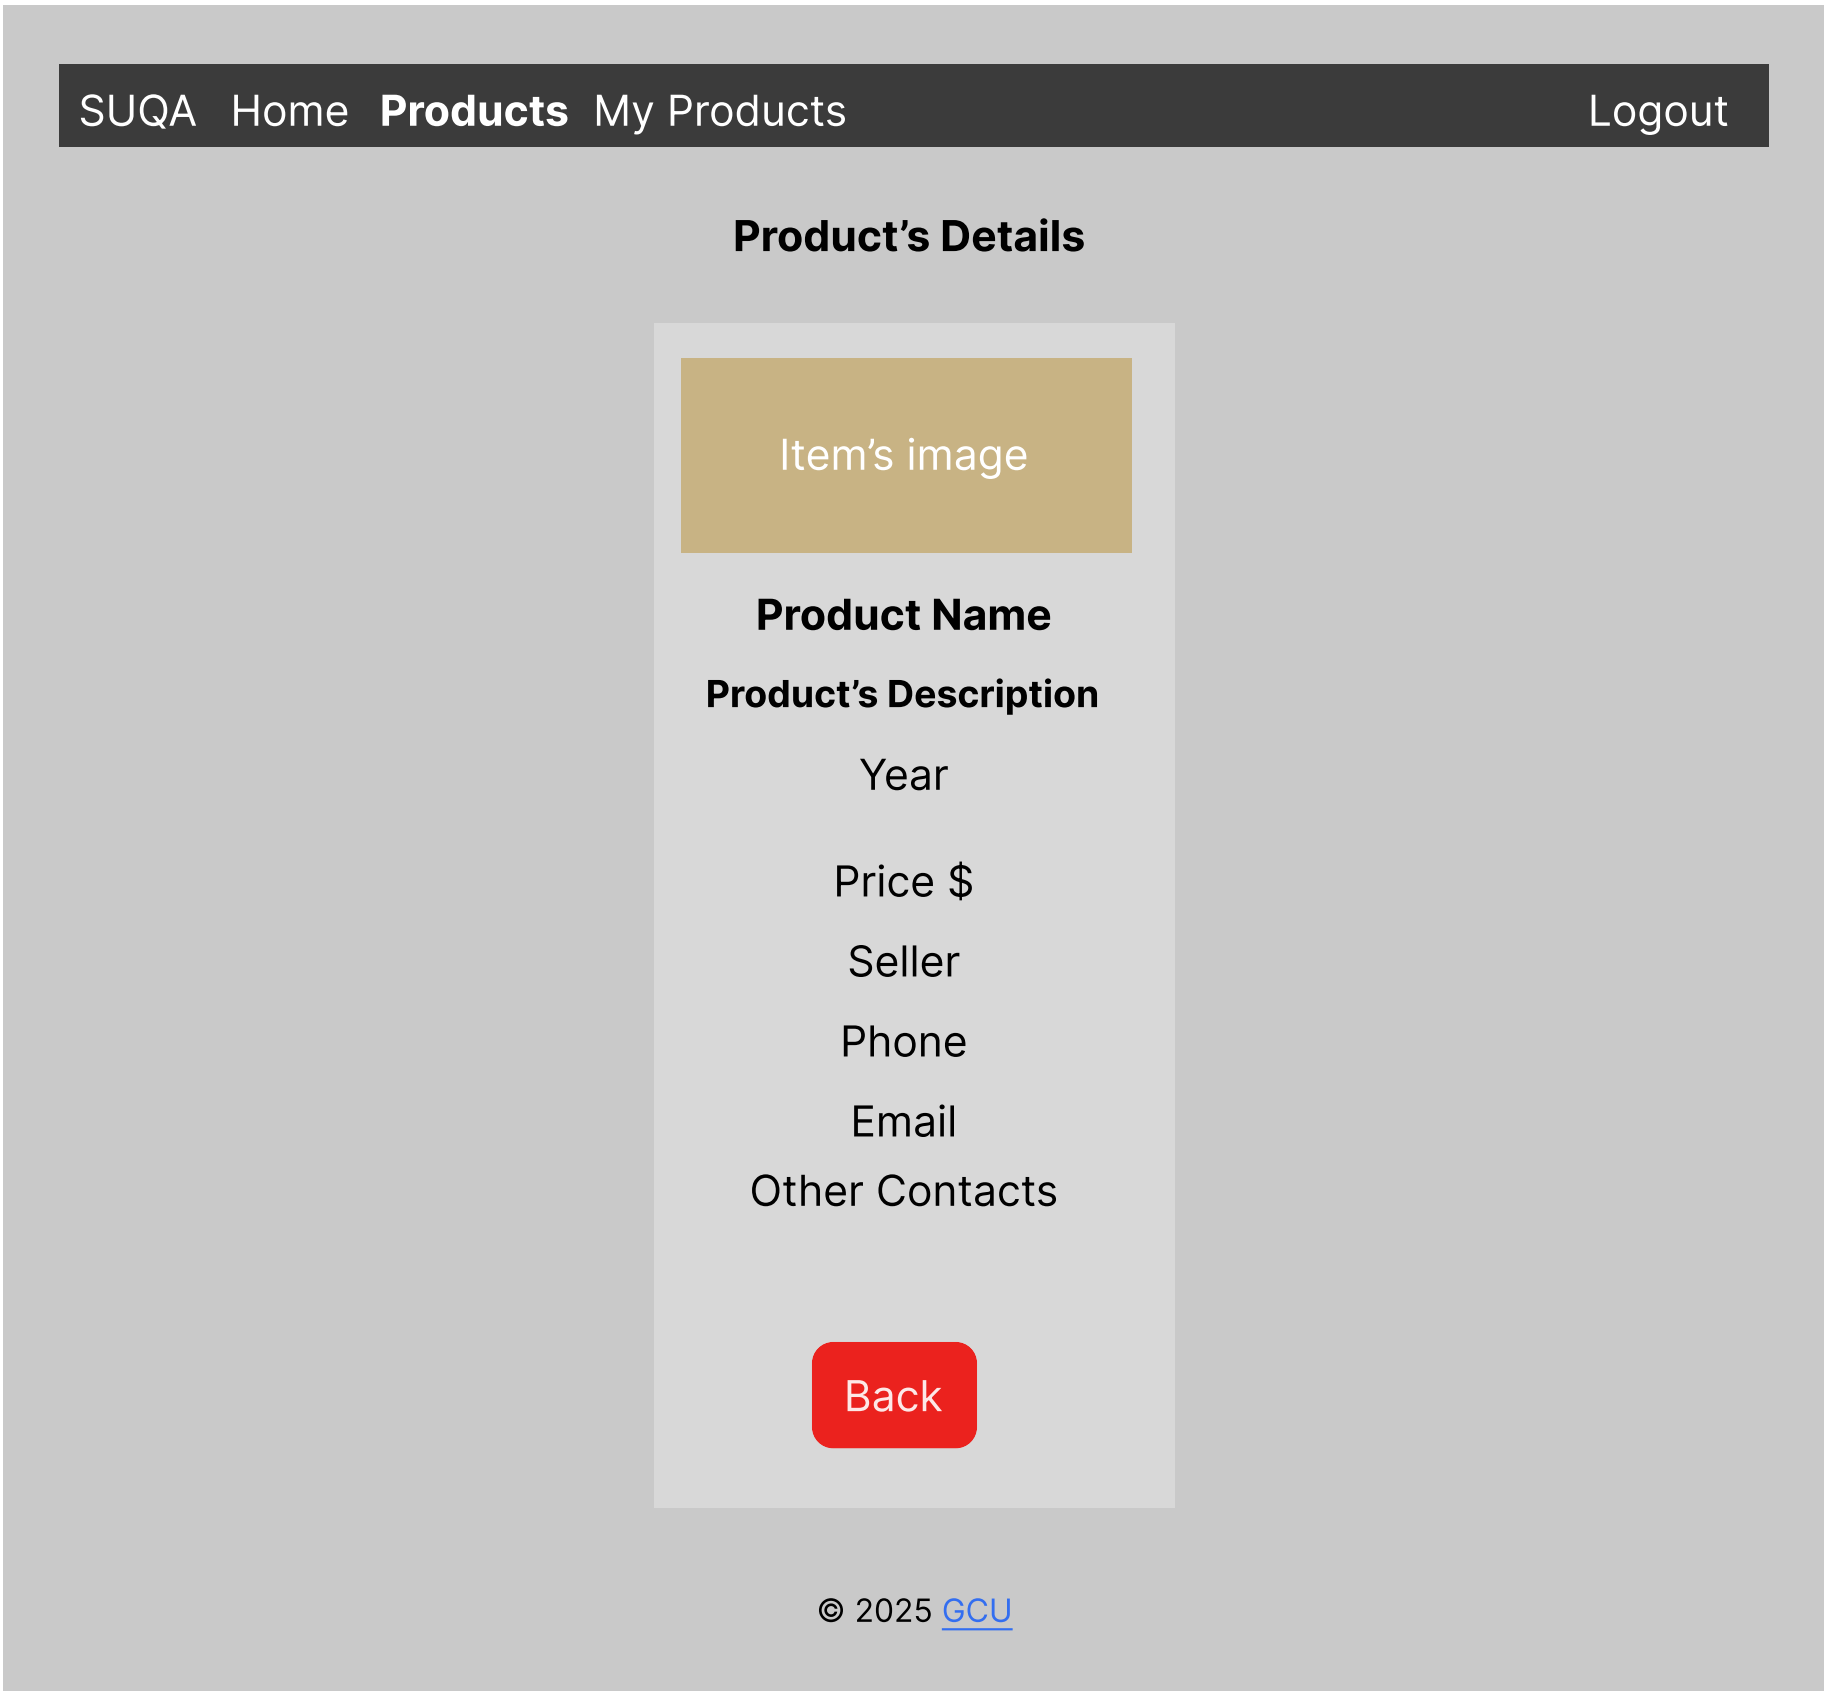 SUQA Home Products My Products Logout
Product’s Details
Item’s image
Product Name
Product’s Description
Year
Price $
Seller
Phone
Email
Other Contacts
Back
© 2025 GCU